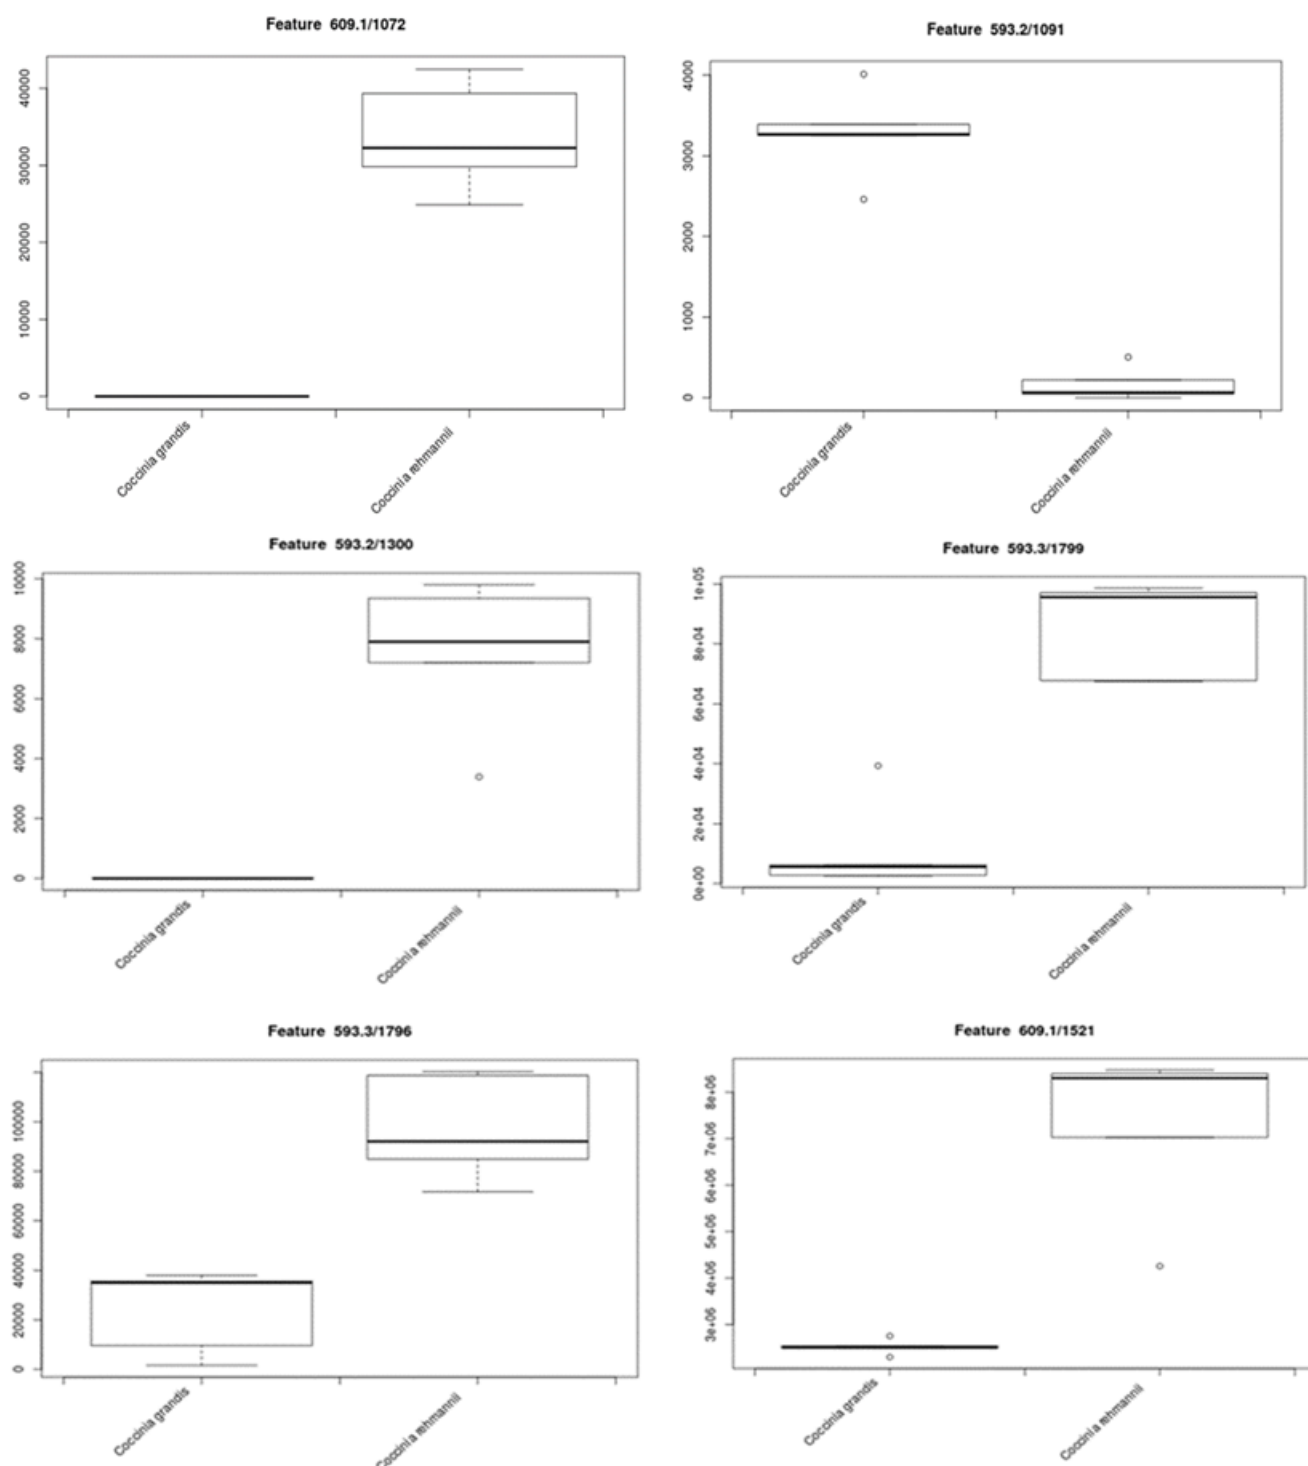 Feature 609.1/1072
40000
30000
20000
10000
0
Coccinia grandis
Coccinia rehmannii
Feature 593.2/1091
4000
3000
2000
1000
0
Coccinia grandis
Coccinia rehmannii
Feature 593.2/1300
10000
8000
6000
4000
2000
0
Coccinia grandis
Coccinia rehmannii
Feature 593.3/1799
1e+05
8e+04
6e+04
4e+04
2e+04
0e+00
Coccinia grandis
Coccinia rehmannii
Feature 593.3/1796
100000
80000
60000
40000
20000
0
Coccinia grandis
Coccinia rehmannii
Feature 609.1/1521
8e+06
7e+06
6e+06
5e+06
4e+06
3e+06
Coccinia grandis
Coccinia rehmannii